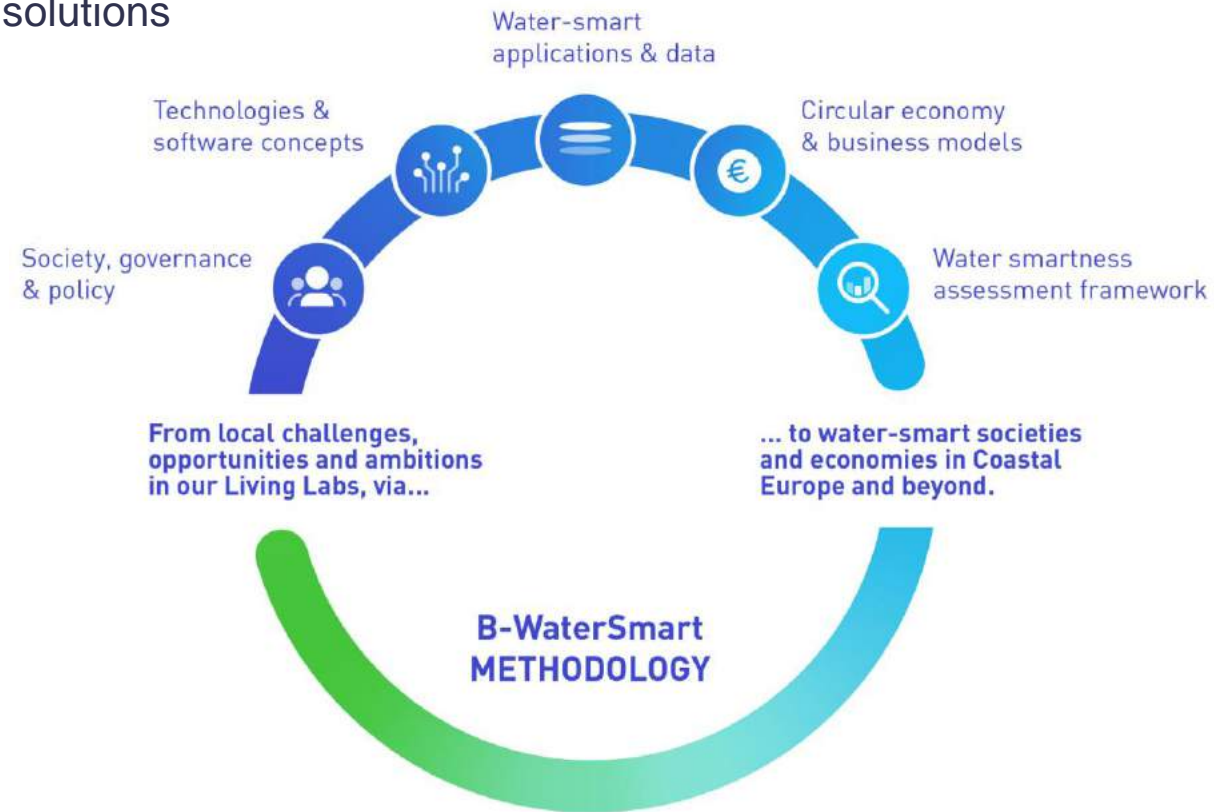 solutions
Water-smart
applications & data
Technologies &
software concepts
Circular economy
& business models
€
Society, governance
& policy
Water smartness
assessment framework
From local challenges,
opportunities and ambitions
in our Living Labs, via...
... to water-smart societies
and economies in Coastal
Europe and beyond.
B-WaterSmart
METHODOLOGY